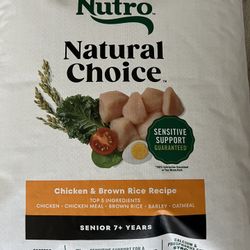 Nutro
Natural
Choice
SENSITIVE
SUPPORT
GUARANTEED
Chicken & Brown Rice Recipe
TOP 5 INGREDIENTS
CHICKEN - CHICKEN MEAL - BROWN RICE - BARLEY - OATMEAL
SENIOR 7+ YEARS